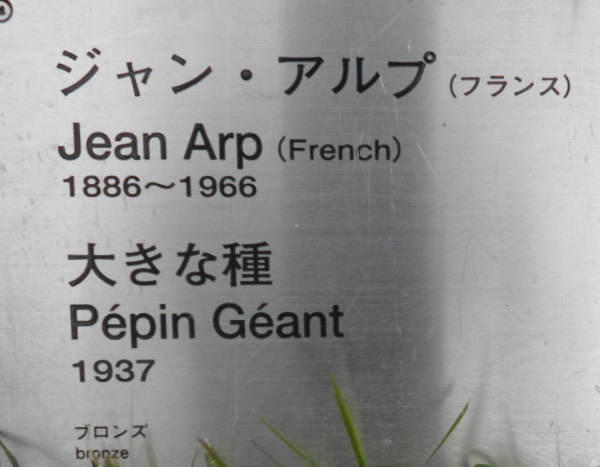 ジャン・アルプ（フランス）
Jean Arp（French）
1886〜1966
大きな種
Pépin Géant
1937
ブロンズ
bronze